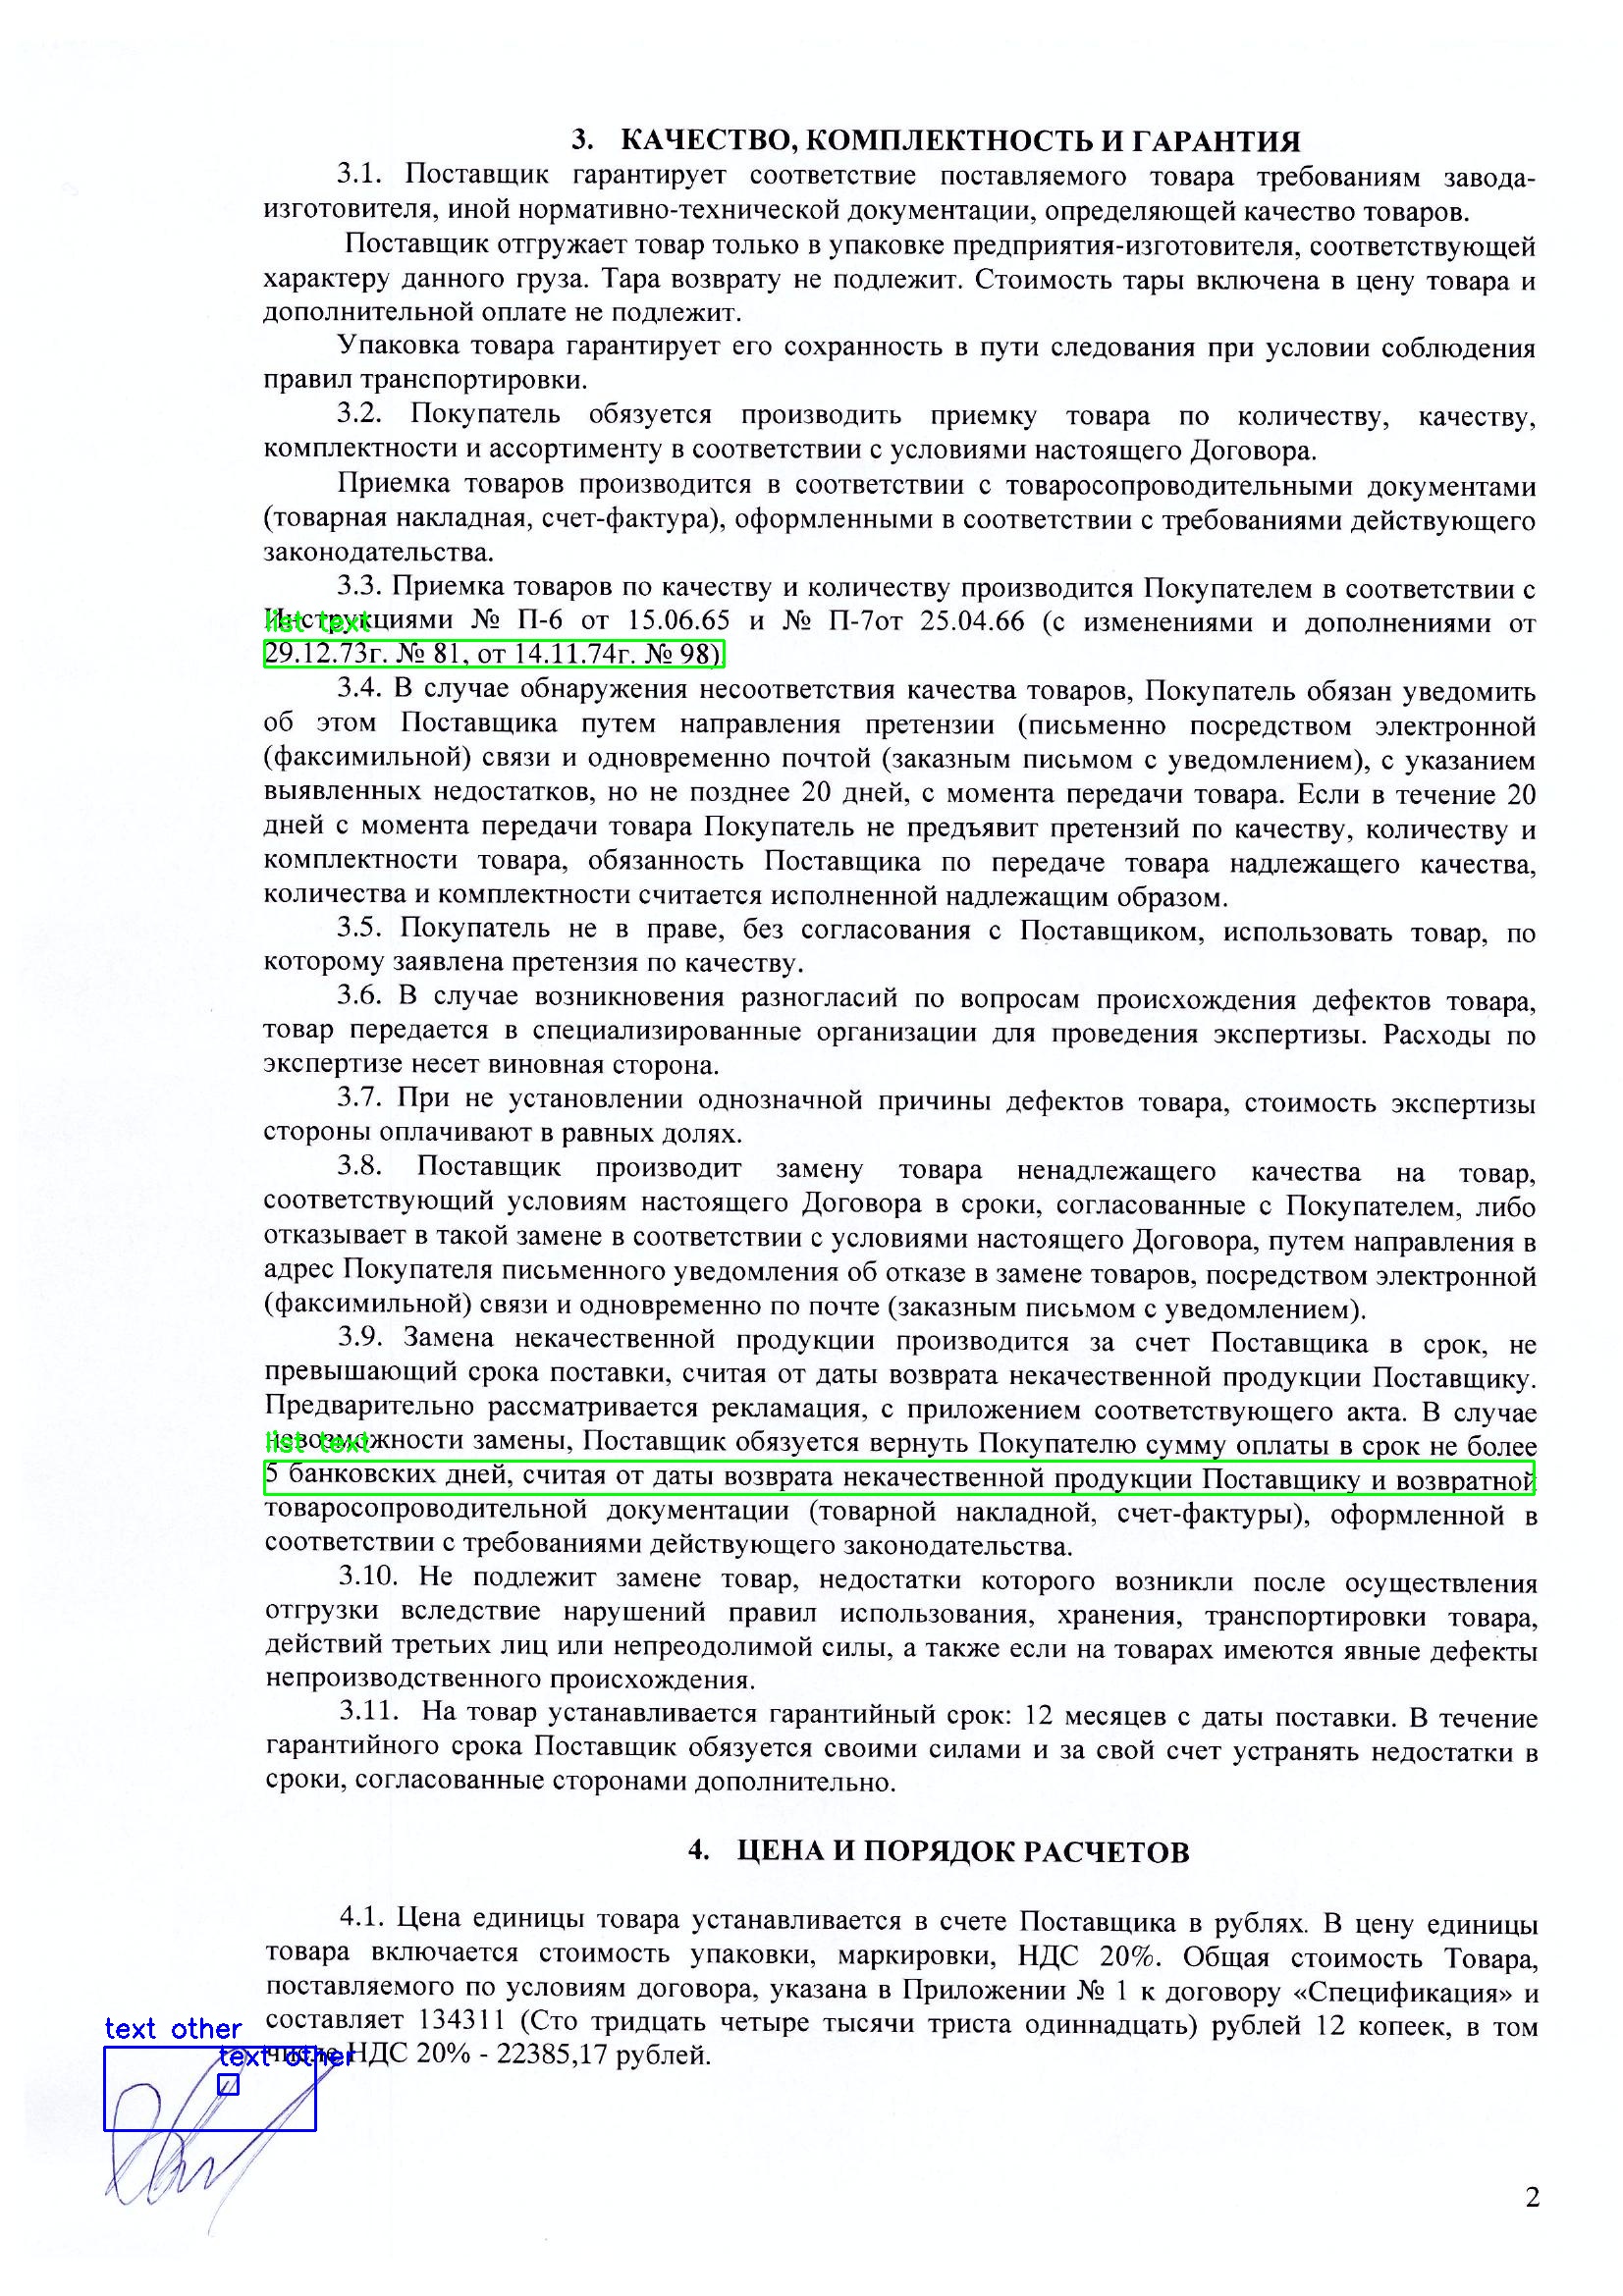 3. КАЧЕСТВО, КОМПЛЕКТНОСТЬ И ГАРАНТИЯ
3.1. Поставщик гарантирует соответствие поставляемого товара требованиям завода-
изготовителя, иной нормативно-технической документации, определяющей качество товаров.
Поставщик отгружает товар только в упаковке предприятия-изготовителя, соответствующей
характеру данного груза. Тара возврату не подлежит. Стоимость тары включена в цену товара и
дополнительной оплате не подлежит.
Упаковка товара гарантирует его сохранность в пути следования при условии соблюдения
правил транспортировки.
3.2. Покупатель обязуется производить приемку товара по количеству, качеству,
комплектности и ассортименту в соответствии с условиями настоящего Договора.
Приемка товаров производится в соответствии с товаросопроводительными документами
(товарная накладная, счет-фактура), оформленными в соответствии с требованиями действующего
законодательства.
3.3. Приемка товаров по качеству и количеству производится Покупателем в соответствии с
list text
Инструкциями № П-6 от 15.06.65 и № П-7от 25.04.66 (с изменениями и дополнениями от
29.12.73г. № 81, от 14.11.74г. № 98)
3.4. В случае обнаружения несоответствия качества товаров, Покупатель обязан уведомить
об этом Поставщика путем направления претензии (письменно посредством электронной
(факсимильной) связи и одновременно почтой (заказным письмом с уведомлением), с указанием
выявленных недостатков, но не позднее 20 дней, с момента передачи товара. Если в течение 20
дней с момента передачи товара Покупатель не предъявит претензий по качеству, количеству и
комплектности товара, обязанность Поставщика по передаче товара надлежащего качества,
количества и комплектности считается исполненной надлежащим образом.
3.5. Покупатель не в праве, без согласования с Поставщиком, использовать товар, по
которому заявлена претензия по качеству.
3.6. В случае возникновения разногласий по вопросам происхождения дефектов товара,
товар передается в специализированные организации для проведения экспертизы. Расходы по
экспертизе несет виновная сторона.
3.7. При не установлении однозначной причины дефектов товара, стоимость экспертизы
стороны оплачивают в равных долях.
3.8. Поставщик производит замену товара ненадлежащего качества на товар,
соответствующий условиям настоящего Договора в сроки, согласованные с Покупателем, либо
отказывает в такой замене в соответствии с условиями настоящего Договора, путем направления в
адрес Покупателя письменного уведомления об отказе в замене товаров, посредством электронной
(факсимильной) связи и одновременно по почте (заказным письмом с уведомлением).
3.9. Замена некачественной продукции производится за счет Поставщика в срок, не
превышающий срока поставки, считая от даты возврата некачественной продукции Поставщику.
Предварительно рассматривается рекламация, с приложением соответствующего акта. В случае
list text
невозможности замены, Поставщик обязуется вернуть Покупателю сумму оплаты в срок не более
5 банковских дней, считая от даты возврата некачественной продукции Поставщику и возвратной
товаросопроводительной документации (товарной накладной, счет-фактуры), оформленной в
соответствии с требованиями действующего законодательства.
3.10. Не подлежит замене товар, недостатки которого возникли после осуществления
отгрузки вследствие нарушений правил использования, хранения, транспортировки товара,
действий третьих лиц или непреодолимой силы, а также если на товарах имеются явные дефекты
непроизводственного происхождения.
3.11. На товар устанавливается гарантийный срок: 12 месяцев с даты поставки. В течение
гарантийного срока Поставщик обязуется своими силами и за свой счет устранять недостатки в
сроки, согласованные сторонами дополнительно.
4. ЦЕНА И ПОРЯДОК РАСЧЕТОВ
4.1. Цена единицы товара устанавливается в счете Поставщика в рублях. В цену единицы
товара включается стоимость упаковки, маркировки, НДС 20%. Общая стоимость Товара,
поставляемого по условиям договора, указана в Приложении № 1 к договору «Спецификация» и
составляет 134311 (Сто тридцать четыре тысячи триста одиннадцать) рублей 12 копеек, в том
text other
text other
числе НДС 20% - 22385,17 рублей.
2